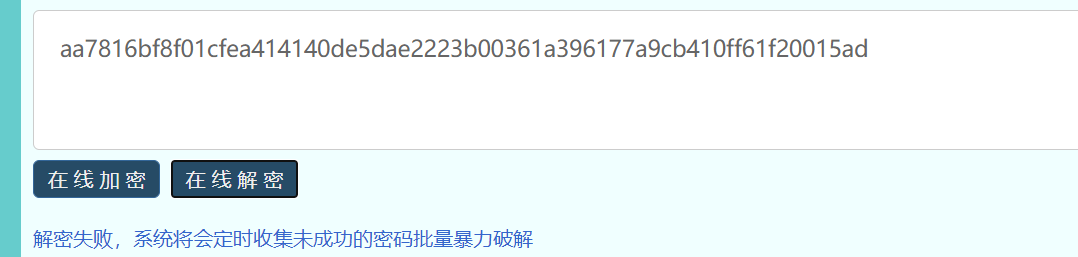 aa7816bf8f01cfea414140de5dae2223b00361a396177a9cb410ff61f20015ad
在线加密 在线解密
解密失败，系统将会定时收集未成功的密码批量暴力破解